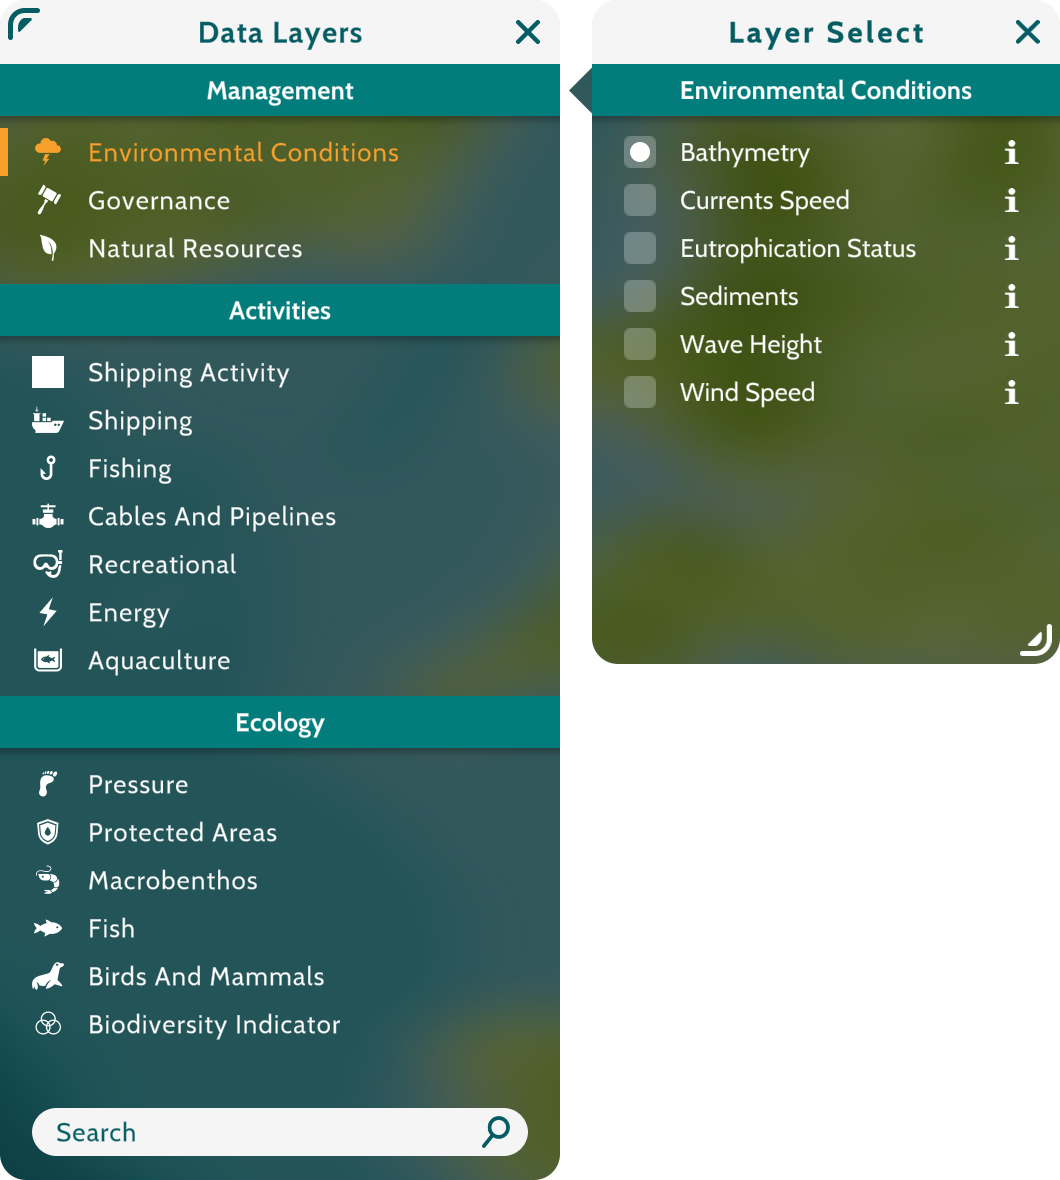 Data Layers
Management
Environmental Conditions
Governance
Natural Resources
Activities
Shipping Activity
Shipping
Fishing
Cables And Pipelines
Recreational
Energy
Aquaculture
Ecology
Pressure
Protected Areas
Macrobenthos
Fish
Birds And Mammals
Biodiversity Indicator
Search
Layer Select
Environmental Conditions
Bathymetry
Currents Speed
Eutrophication Status
Sediments
Wave Height
Wind Speed